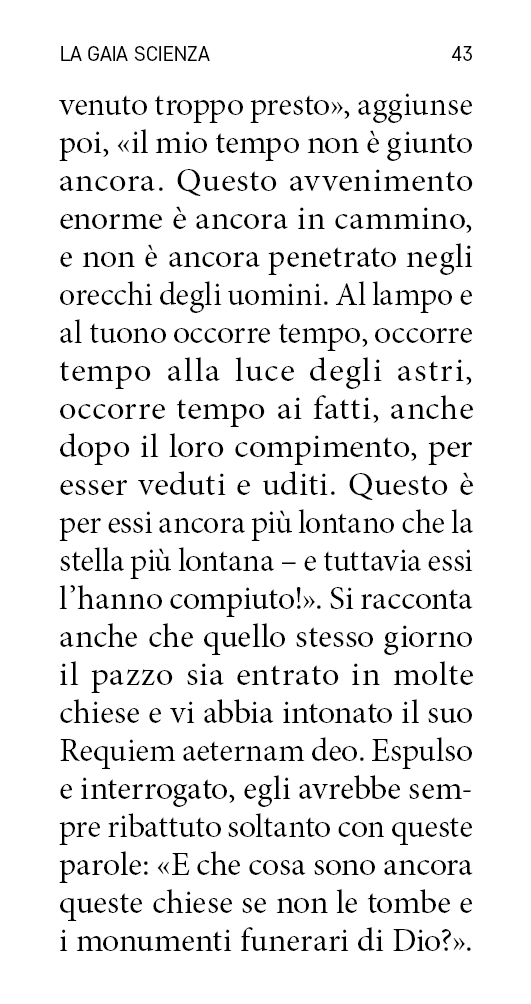 LA GAIA SCIENZA 43
venuto troppo presto», aggiunse
poi, «il mio tempo non è giunto
ancora. Questo avvenimento
enorme è ancora in cammino,
e non è ancora penetrato negli
orecchi degli uomini. Al lampo e
al tuono occorre tempo, occorre
tempo alla luce degli astri,
occorre tempo ai fatti, anche
dopo il loro compimento, per
esser veduti e uditi. Questo è
per essi ancora più lontano che la
stella più lontana – e tuttavia essi
l’hanno compiuto!». Si racconta
anche che quello stesso giorno
il pazzo sia entrato in molte
chiese e vi abbia intonato il suo
Requiem aeternam deo. Espulso
e interrogato, egli avrebbe sem-
pre ribattuto soltanto con queste
parole: «E che cosa sono ancora
queste chiese se non le tombe e
i monumenti funerari di Dio?».